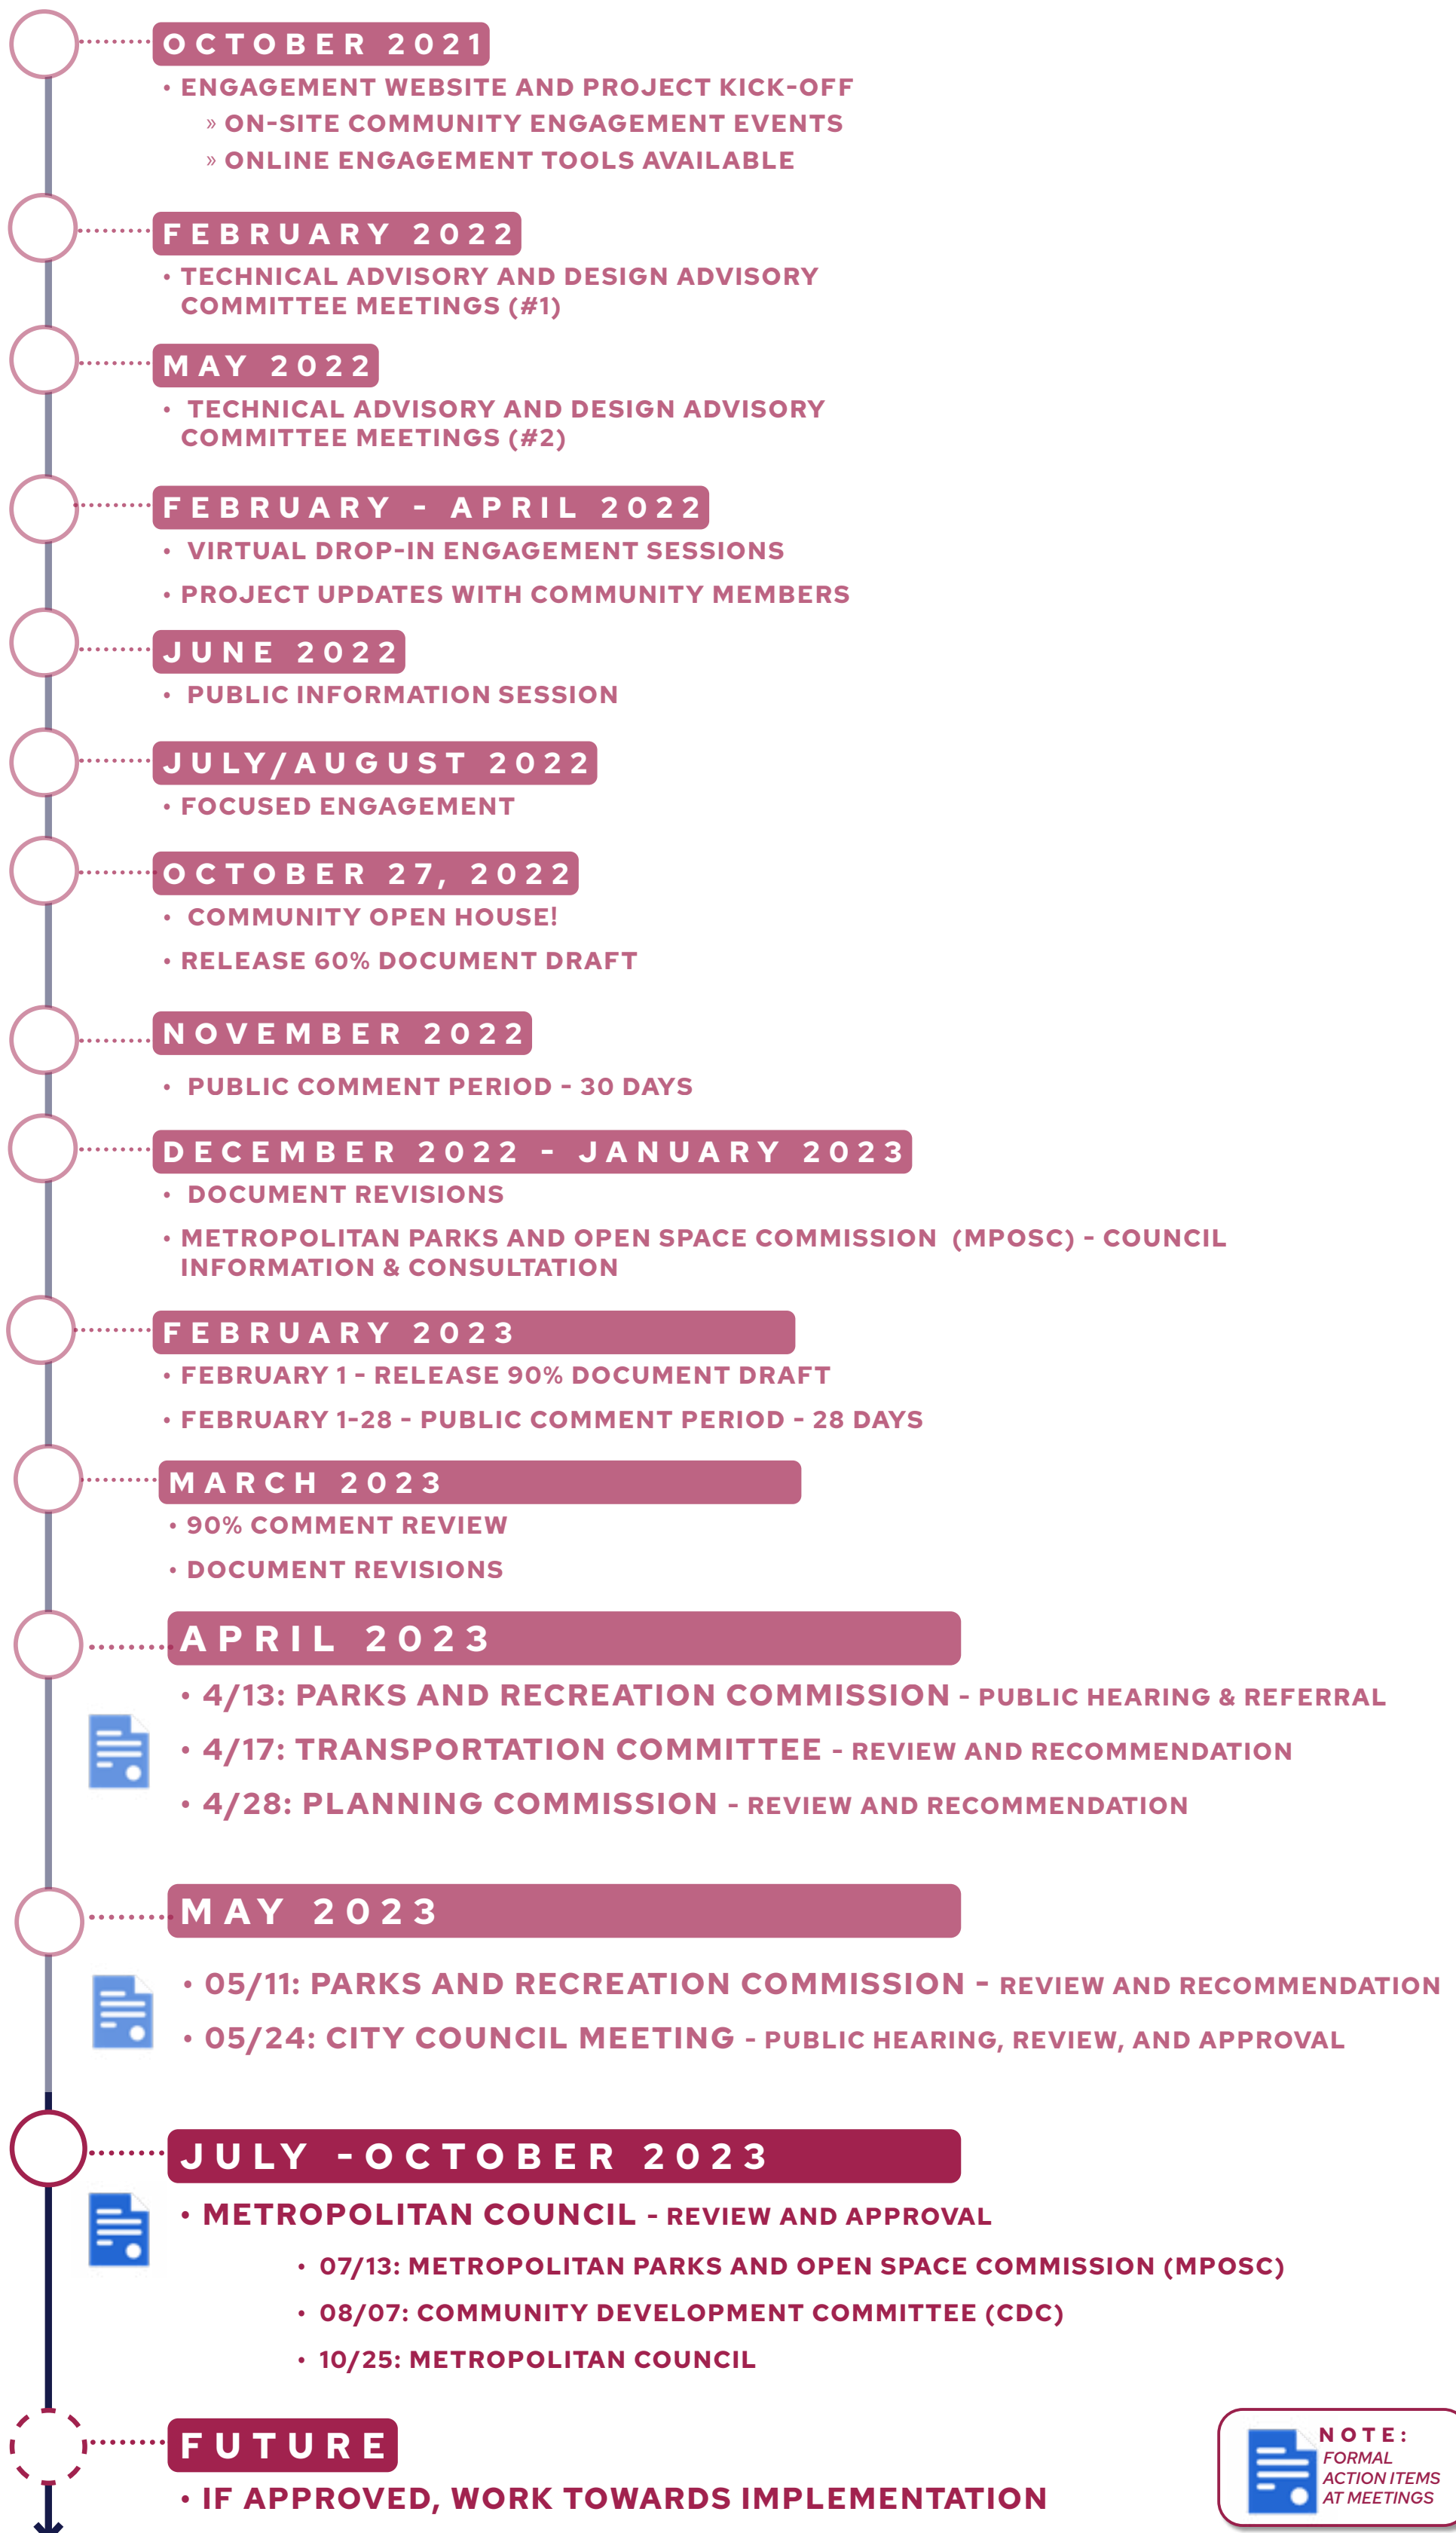 OCTOBER 2021
• ENGAGEMENT WEBSITE AND PROJECT KICK-OFF
» ON-SITE COMMUNITY ENGAGEMENT EVENTS
» ONLINE ENGAGEMENT TOOLS AVAILABLE
FEBRUARY 2022
• TECHNICAL ADVISORY AND DESIGN ADVISORY
COMMITTEE MEETINGS (#1)
MAY 2022
• TECHNICAL ADVISORY AND DESIGN ADVISORY
COMMITTEE MEETINGS (#2)
FEBRUARY - APRIL 2022
• VIRTUAL DROP-IN ENGAGEMENT SESSIONS
• PROJECT UPDATES WITH COMMUNITY MEMBERS
JUNE 2022
• PUBLIC INFORMATION SESSION
JULY/AUGUST 2022
• FOCUSED ENGAGEMENT
OCTOBER 27, 2022
• COMMUNITY OPEN HOUSE!
• RELEASE 60% DOCUMENT DRAFT
NOVEMBER 2022
• PUBLIC COMMENT PERIOD - 30 DAYS
DECEMBER 2022 - JANUARY 2023
• DOCUMENT REVISIONS
• METROPOLITAN PARKS AND OPEN SPACE COMMISSION (MPOSC) - COUNCIL
INFORMATION & CONSULTATION
FEBRUARY 2023
• FEBRUARY 1 - RELEASE 90% DOCUMENT DRAFT
• FEBRUARY 1-28 - PUBLIC COMMENT PERIOD - 28 DAYS
MARCH 2023
• 90% COMMENT REVIEW
• DOCUMENT REVISIONS
APRIL 2023
• 4/13: PARKS AND RECREATION COMMISSION - PUBLIC HEARING & REFERRAL
• 4/17: TRANSPORTATION COMMITTEE - REVIEW AND RECOMMENDATION
• 4/28: PLANNING COMMISSION - REVIEW AND RECOMMENDATION
MAY 2023
• 05/11: PARKS AND RECREATION COMMISSION - REVIEW AND RECOMMENDATION
• 05/24: CITY COUNCIL MEETING - PUBLIC HEARING, REVIEW, AND APPROVAL
JULY -OCTOBER 2023
• METROPOLITAN COUNCIL - REVIEW AND APPROVAL
• 07/13: METROPOLITAN PARKS AND OPEN SPACE COMMISSION (MPOSC)
• 08/07: COMMUNITY DEVELOPMENT COMMITTEE (CDC)
• 10/25: METROPOLITAN COUNCIL
FUTURE
• IF APPROVED, WORK TOWARDS IMPLEMENTATION
NOTE:
FORMAL
ACTION ITEMS
AT MEETINGS